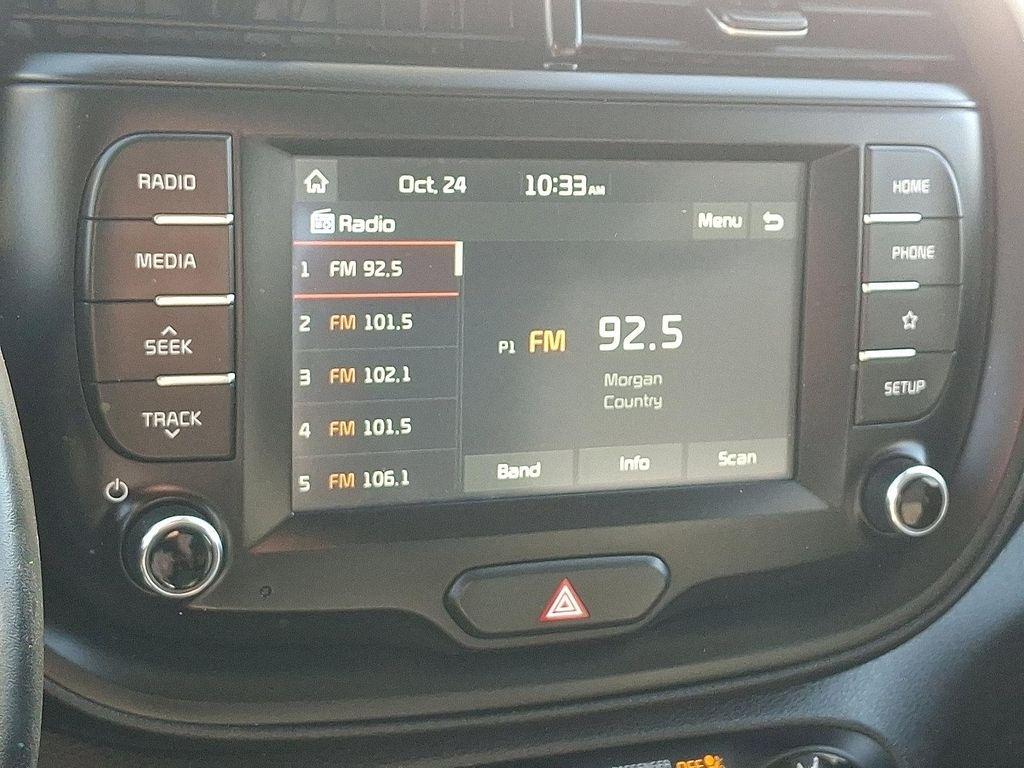 RADIO
MEDIA
SEEK
TRACK
Oct. 24 10:33 AM
Radio Menu
1 FM 92.5
2 FM 101.5
3 FM 102.1
4 FM 101.5
5 FM 106.1
P1 FM 92.5
Morgan
Country
Band Info Scan
HOME
PHONE
SETUP
PASSENGER OFF